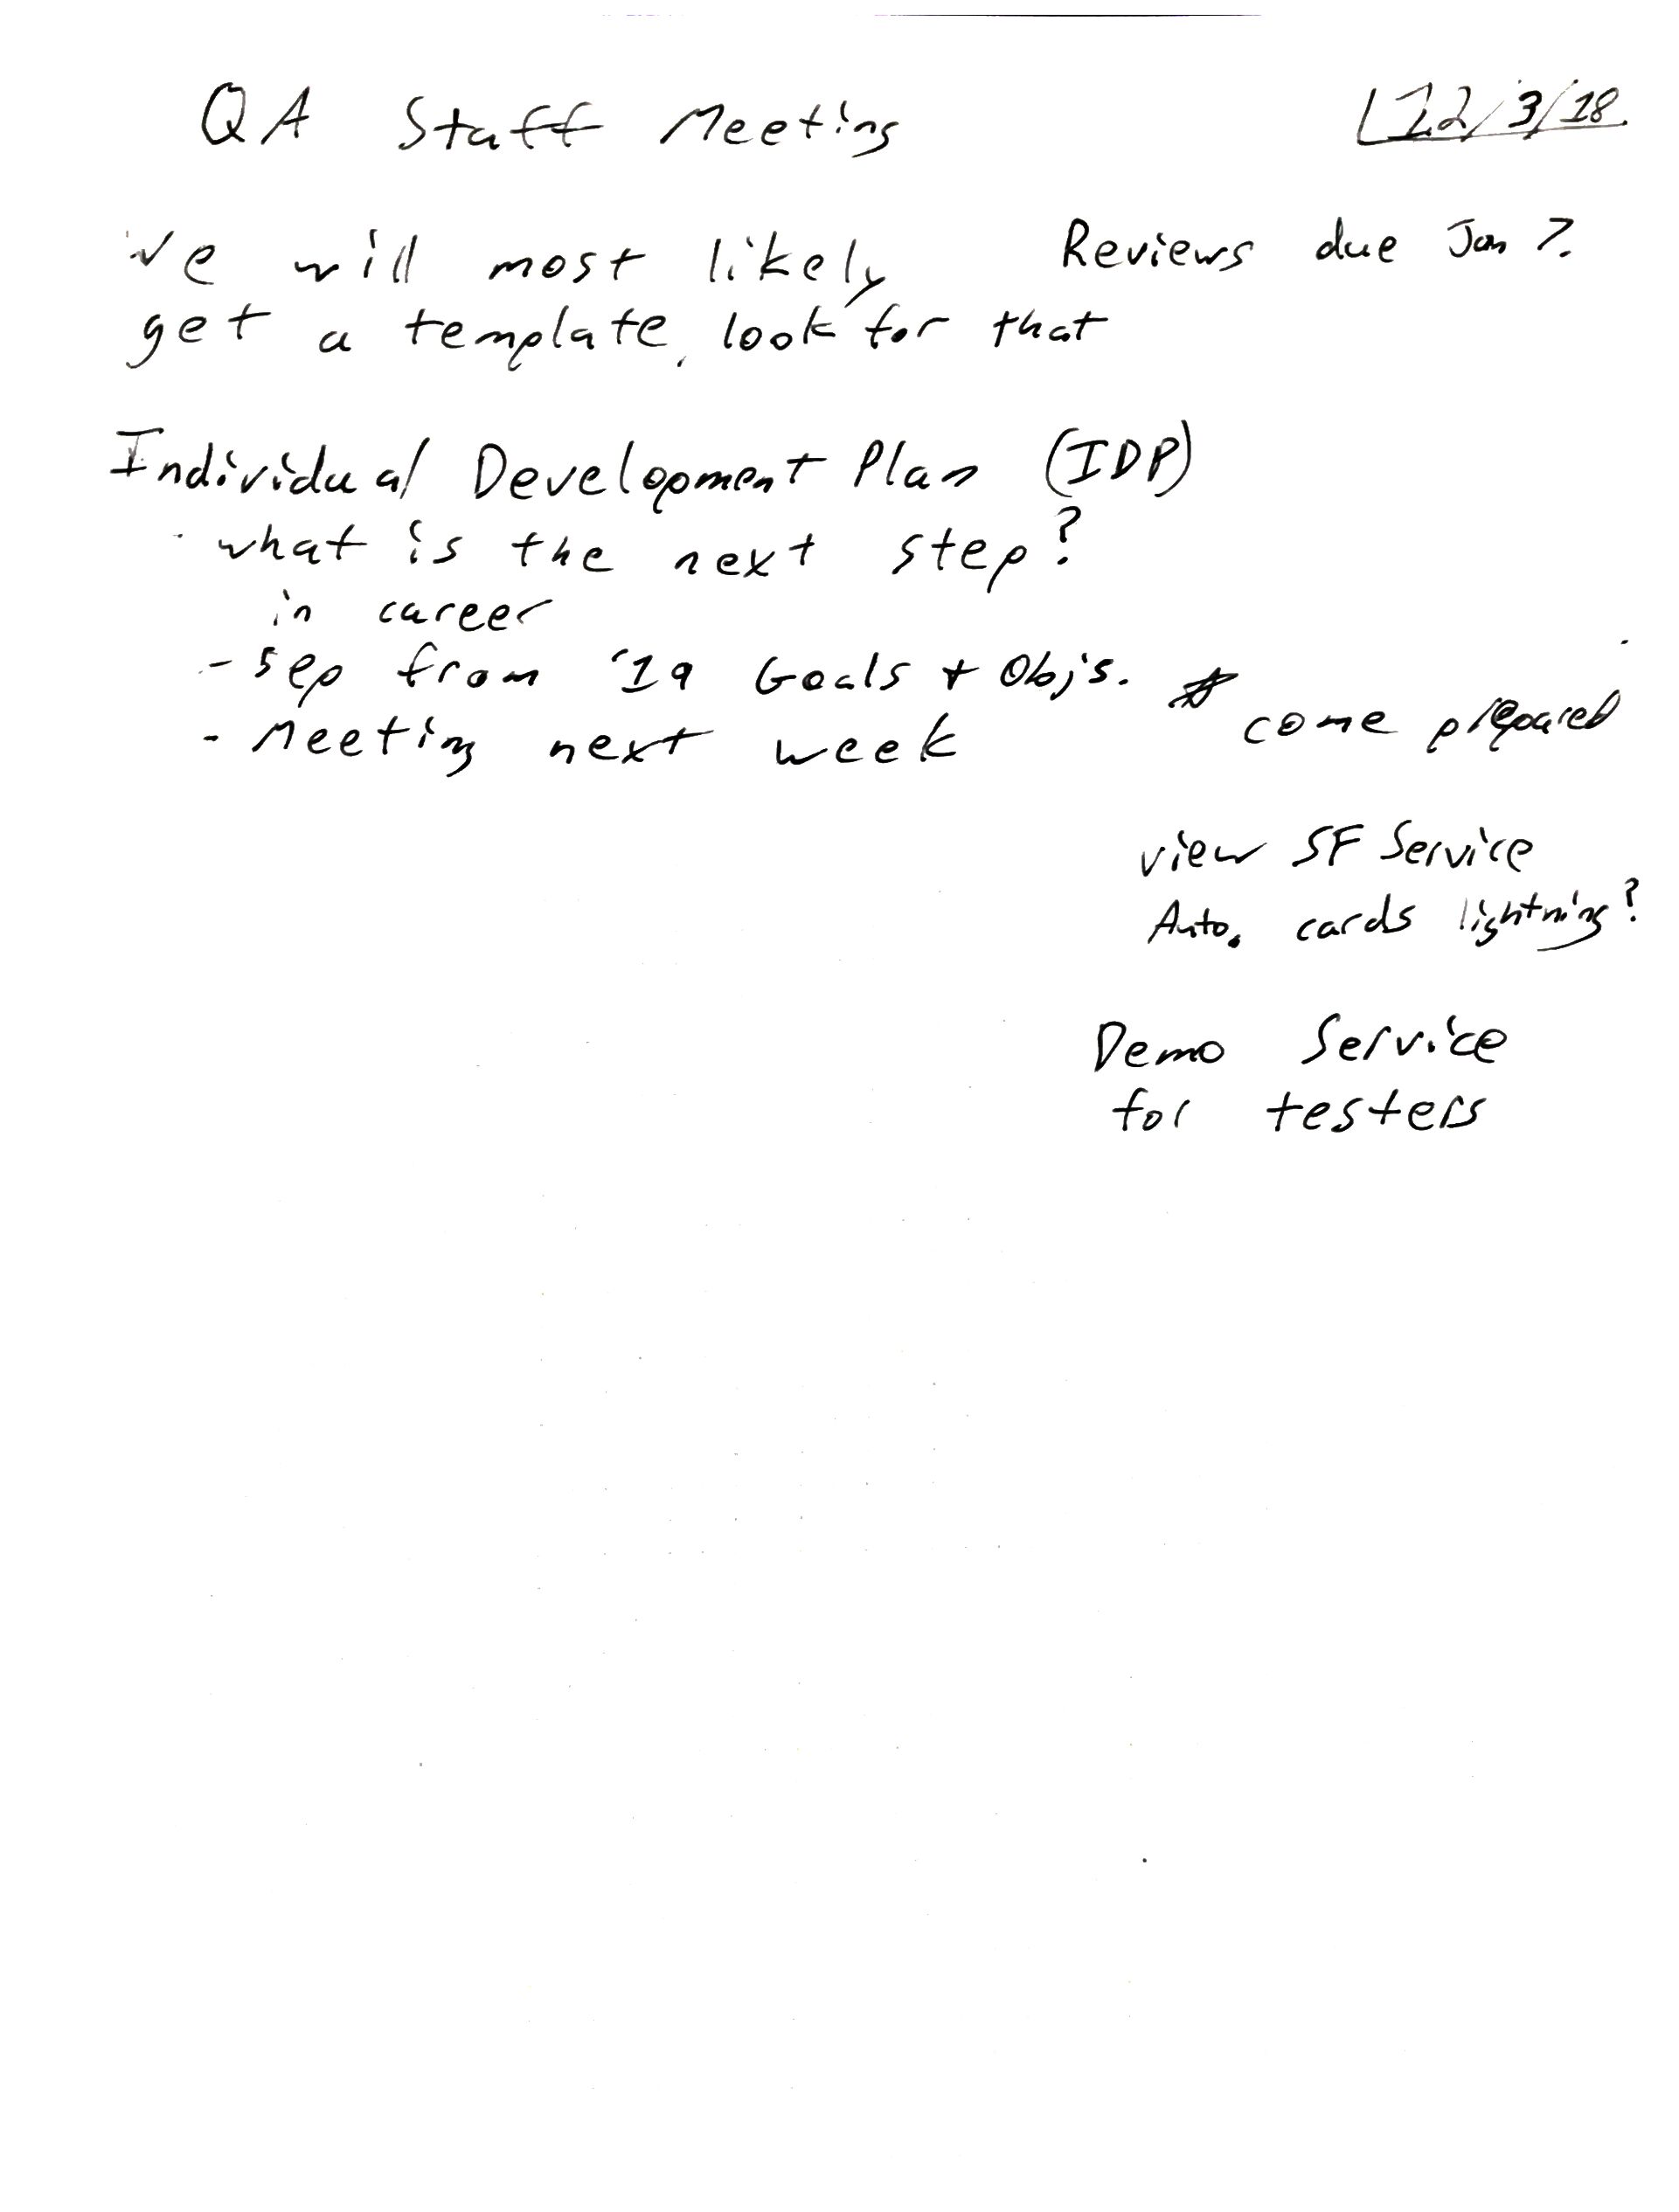 QA Staff Meeting
12/3/18
We will most likely
Reviews due Jan 7.
get a template, look for that
Individual Development Plan (IDP)
- what is the next step?
in career
- sep from '19 Goals + Obj's.
* come prepared
- Meeting next week
view SF Service
Auto. cards lightning?
Demo Service
for testers